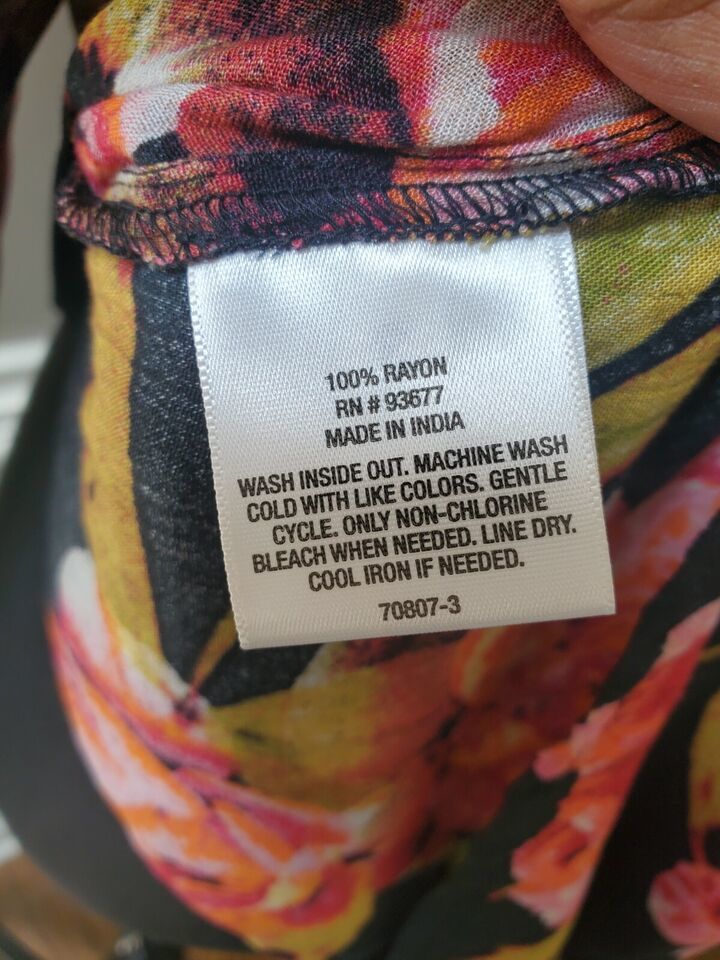 100% RAYON
RN # 93677
MADE IN INDIA
WASH INSIDE OUT. MACHINE WASH
COLD WITH LIKE COLORS. GENTLE
CYCLE. ONLY NON-CHLORINE
BLEACH WHEN NEEDED. LINE DRY.
COOL IRON IF NEEDED.
70807-3